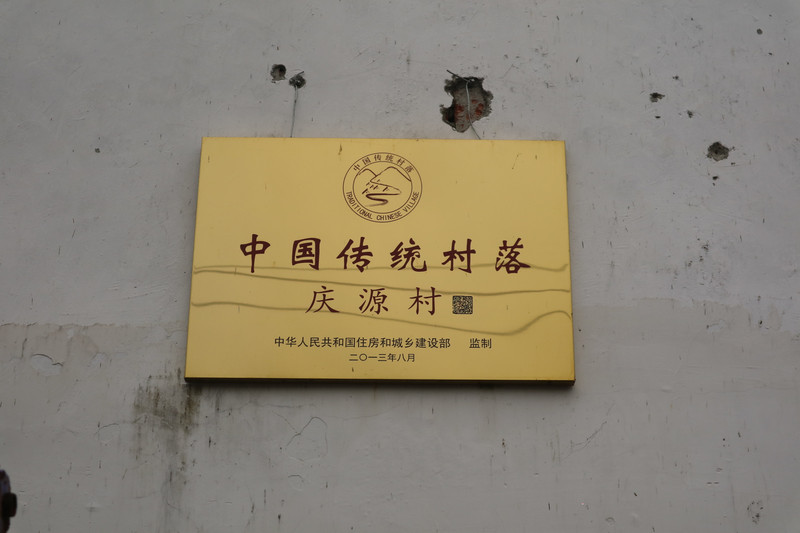 中国传统村落
TRADITIONAL CHINESE VILLAGE
中国传统村落
庆源村
中华人民共和国住房和城乡建设部 监制
二〇一三年八月